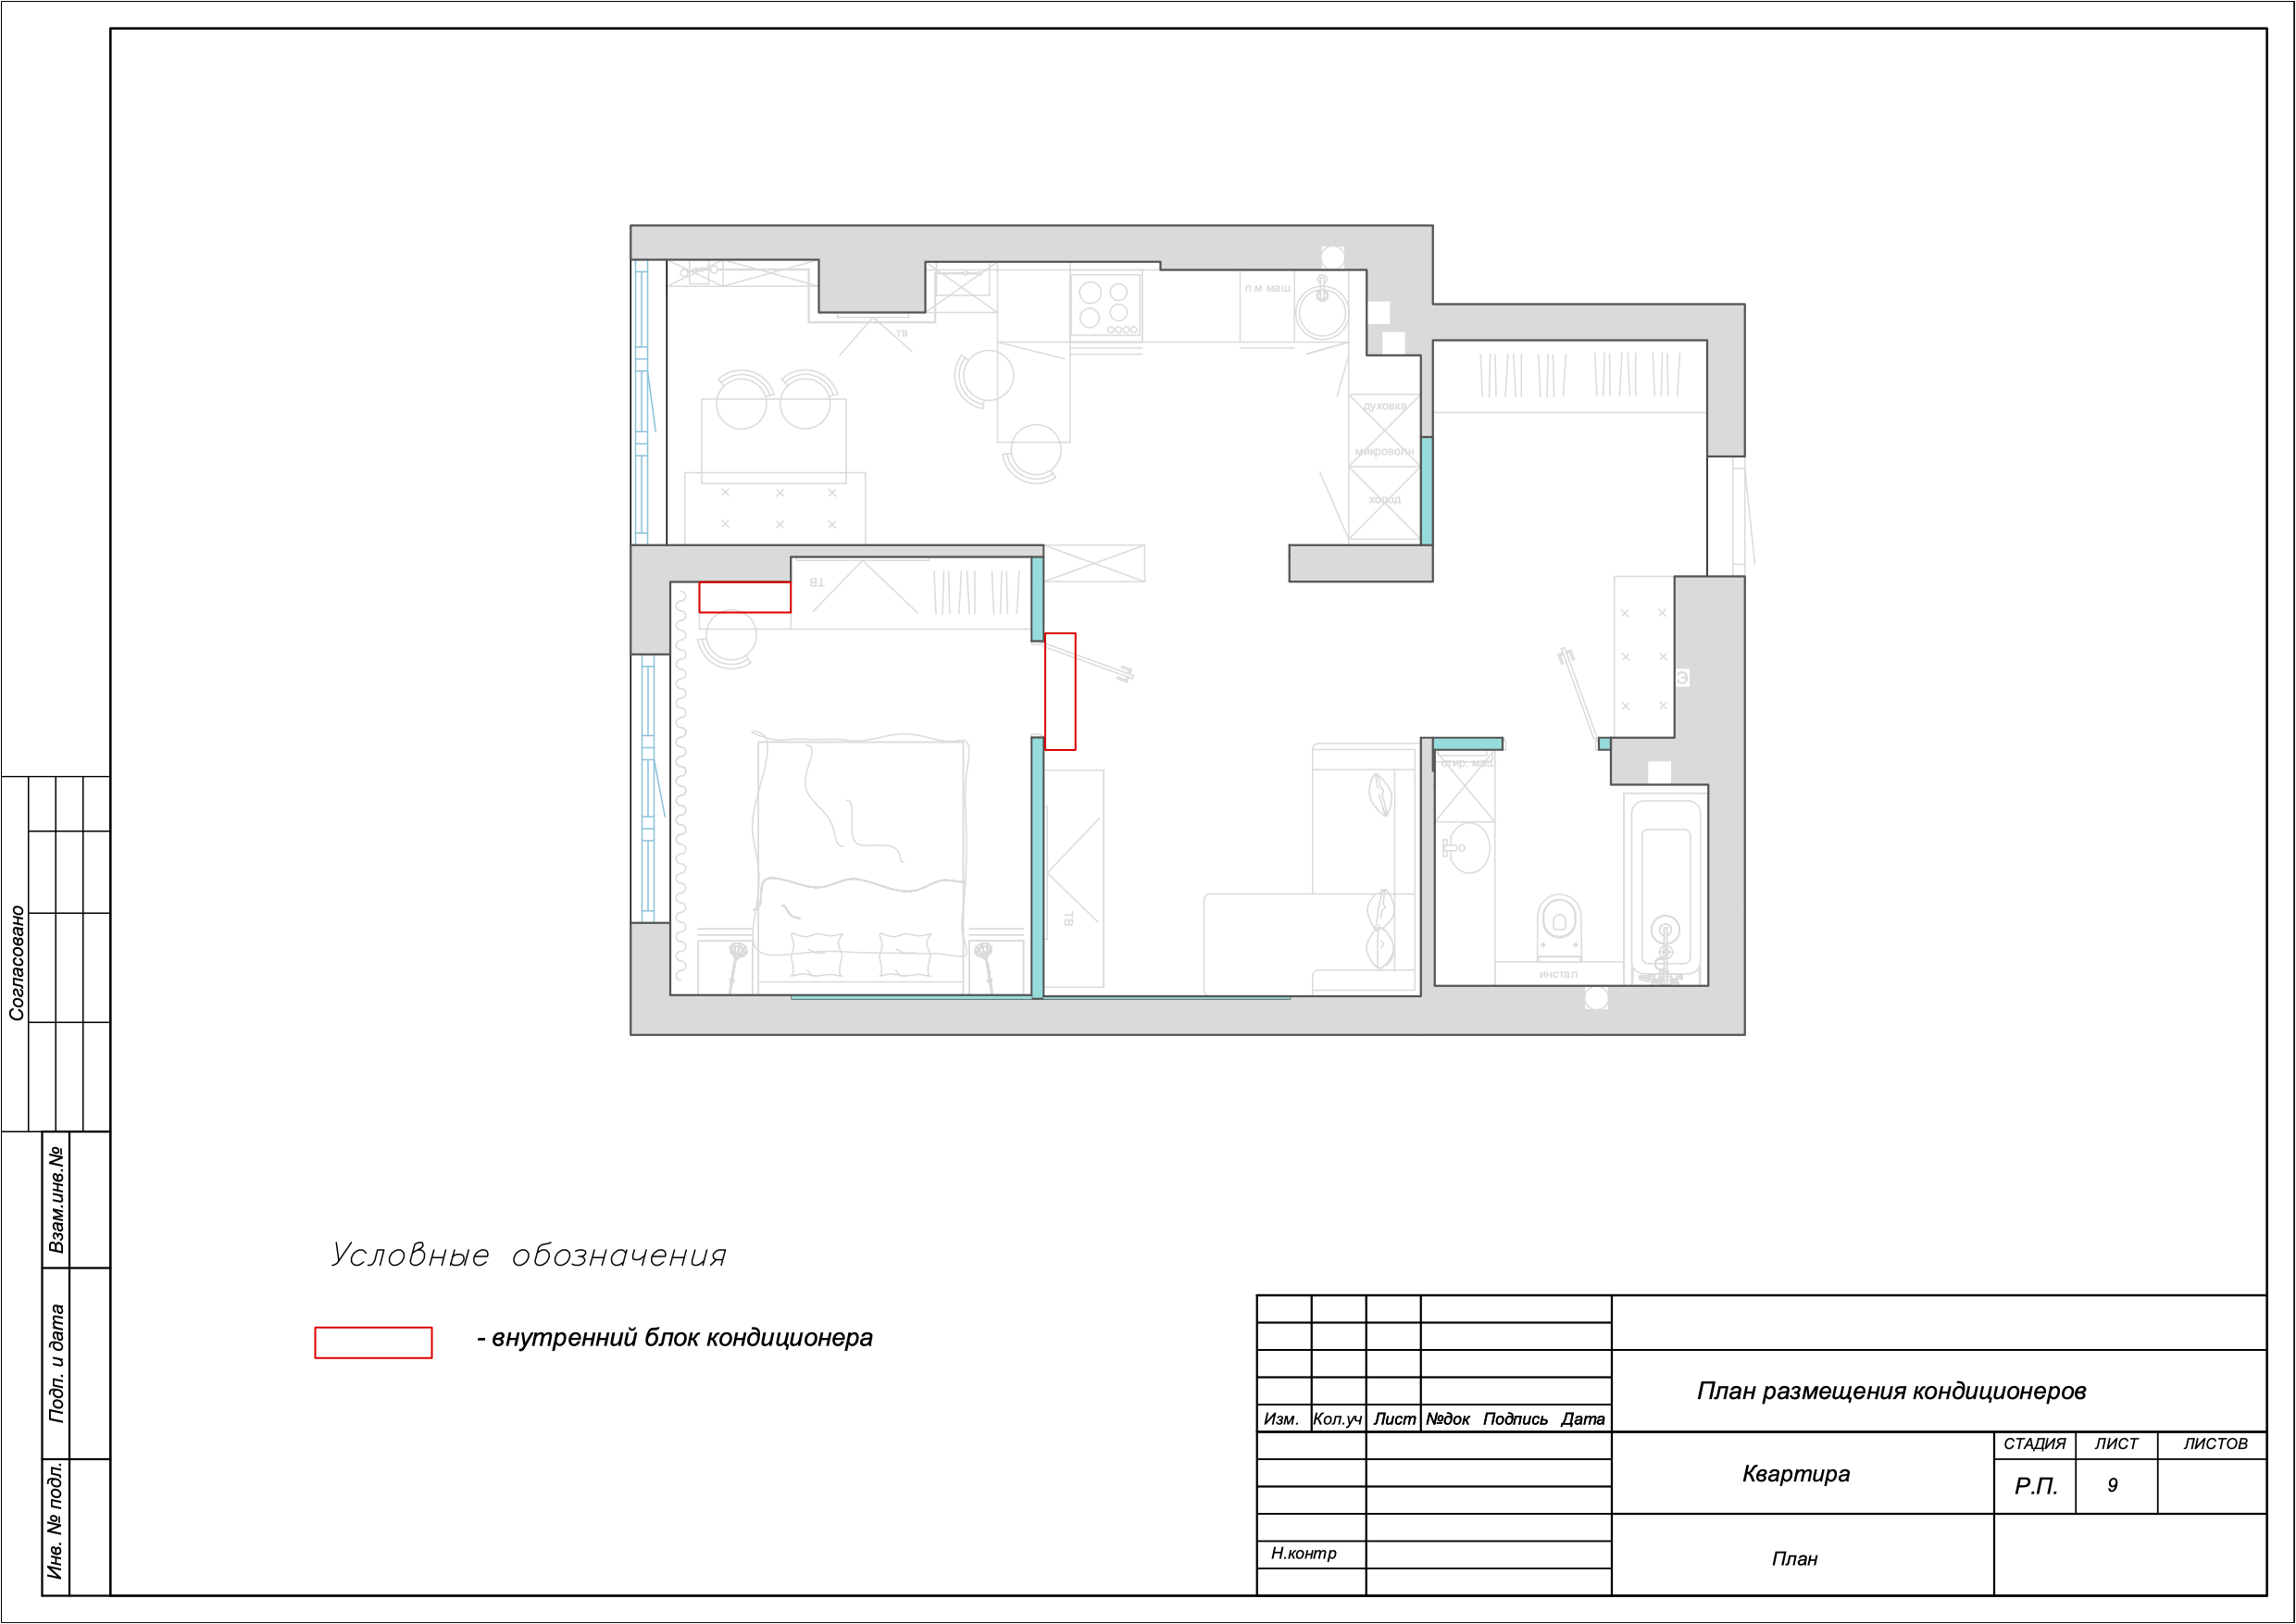 п.м маш
тв
духовка
микроволн
холод
ТВ
Э
стир. маш
ТВ
инстал
Согласовано
Взам.инв.№
Подп. и дата
Инв. № подл.
Условные обозначения
- внутренний блок кондиционера
План размещения кондиционеров
Изм. Кол.уч Лист №док Подпись Дата
СТАДИЯ ЛИСТ ЛИСТОВ
Квартира
Р.П. 9
Н.контр
План